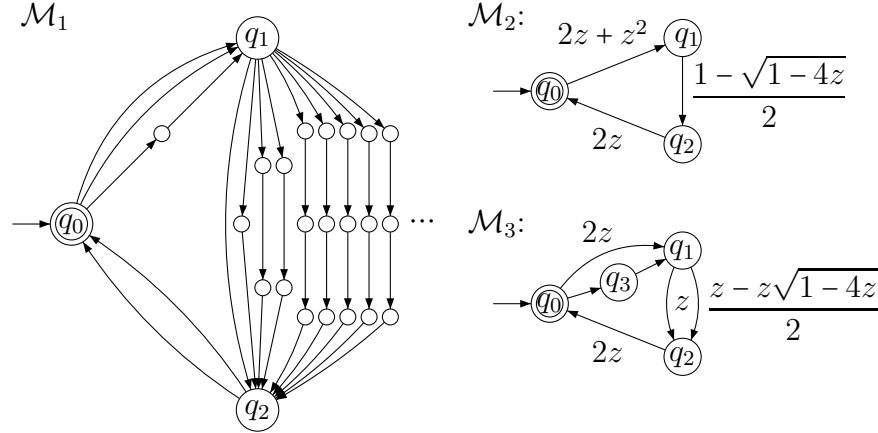 M₁
q₁
q₀
q₂
...
M₂:
2z + z²
q₁
q₀
1 − √1 − 4z
2
2z
q₂
M₃:
2z
q₁
q₃
q₀
z
z − z√1 − 4z
2
2z
q₂